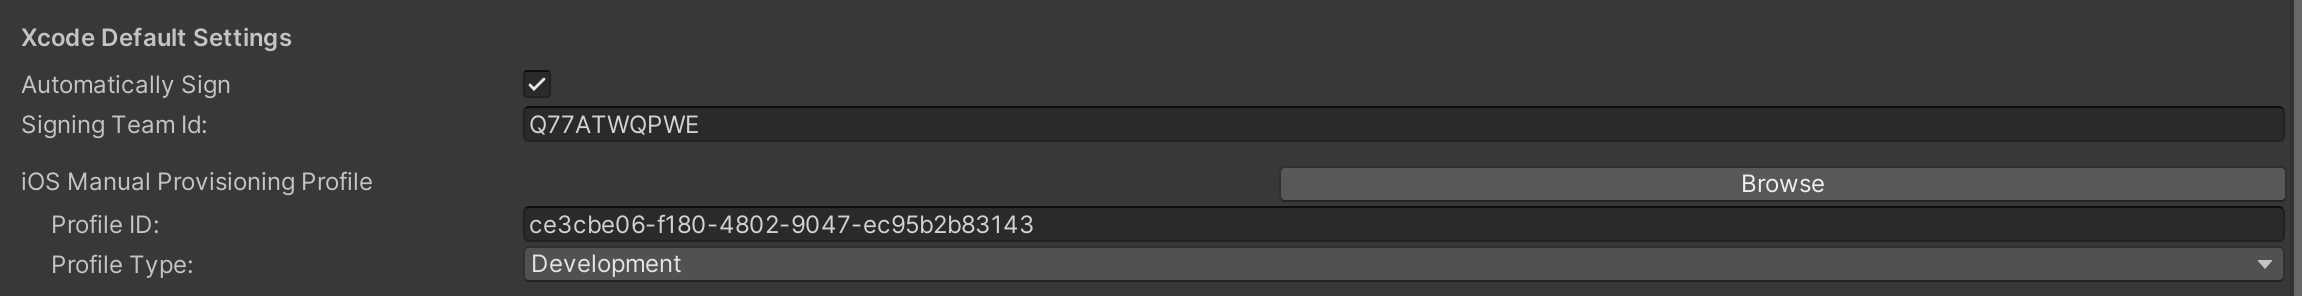 Xcode Default Settings
Automatically Sign
Signing Team Id: Q77ATWQPWE
iOS Manual Provisioning Profile Browse
Profile ID: ce3cbe06-f180-4802-9047-ec95b2b83143
Profile Type: Development